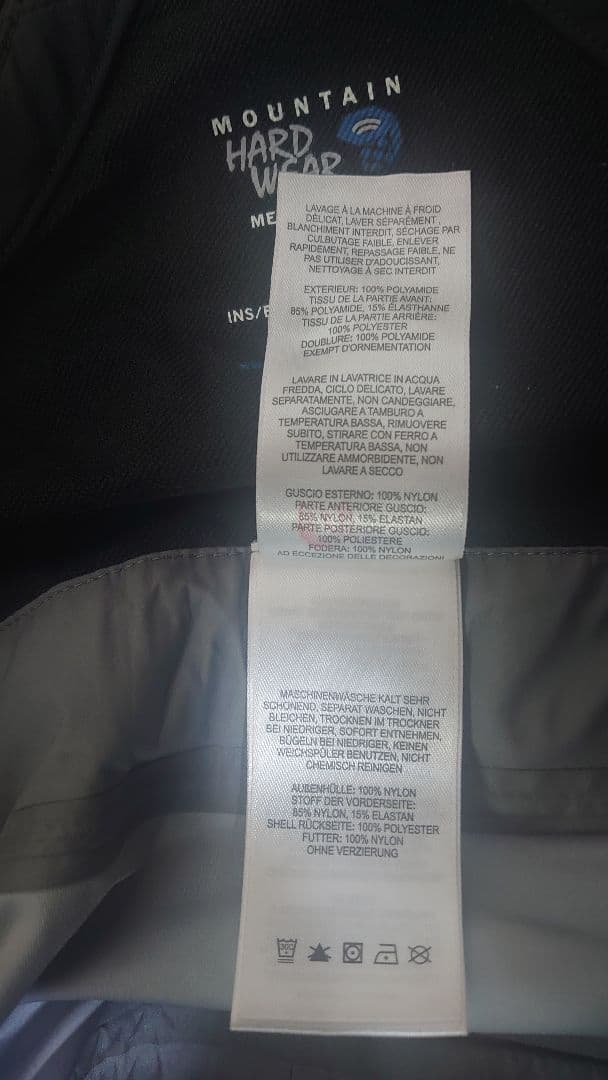 MOUNTAIN
HARD
WEAR
ME
INS/
LAVAGE À LA MACHINE À FROID
DÉLICAT, LAVER SÉPARÉMENT,
BLANCHIMENT INTERDIT, SÉCHAGE PAR
CULBUTAGE FAIBLE, ENLEVER
RAPIDEMENT, REPASSAGE FAIBLE, NE
PAS UTILISER D'ADOUCISSANT,
NETTOYAGE À SEC INTERDIT
EXTERIEUR: 100% POLYAMIDE
TISSU DE LA PARTIE AVANT:
85% POLYAMIDE, 15% ÉLASTHANNE
TISSU DE LA PARTIE ARRIÈRE:
100% POLYESTER
DOUBLURE: 100% POLYAMIDE
EXEMPT D'ORNEMENTATION
LAVARE IN LAVATRICE IN ACQUA
FREDDA, CICLO DELICATO, LAVARE
SEPARATAMENTE, NON CANDEGGIARE,
ASCIUGARE A TAMBURO A
TEMPERATURA BASSA, RIMUOVERE
SUBITO, STIRARE CON FERRO A
TEMPERATURA BASSA, NON
UTILIZZARE AMMORBIDENTE, NON
LAVARE A SECCO
GUSCIO ESTERNO: 100% NYLON
PARTE ANTERIORE GUSCIO:
85% NYLON, 15% ELASTAN
PARTE POSTERIORE GUSCIO:
100% POLIESTERE
FODERA: 100% NYLON
AD ECCEZIONE DELLE DECORAZIONI
MASCHINENWÄSCHE KALT SEHR
SCHONEND, SEPARAT WASCHEN, NICHT
BLEICHEN, TROCKNEN IM TROCKNER
BEI NIEDRIGER, SOFORT ENTNEHMEN,
BÜGELN BEI NIEDRIGER, KEINEN
WEICHSPÜLER BENUTZEN, NICHT
CHEMISCH REINIGEN
AUßENHÜLLE: 100% NYLON
STOFF DER VORDERSEITE:
85% NYLON, 15% ELASTAN
SHELL RÜCKSEITE: 100% POLYESTER
FUTTER: 100% NYLON
OHNE VERZIERUNG